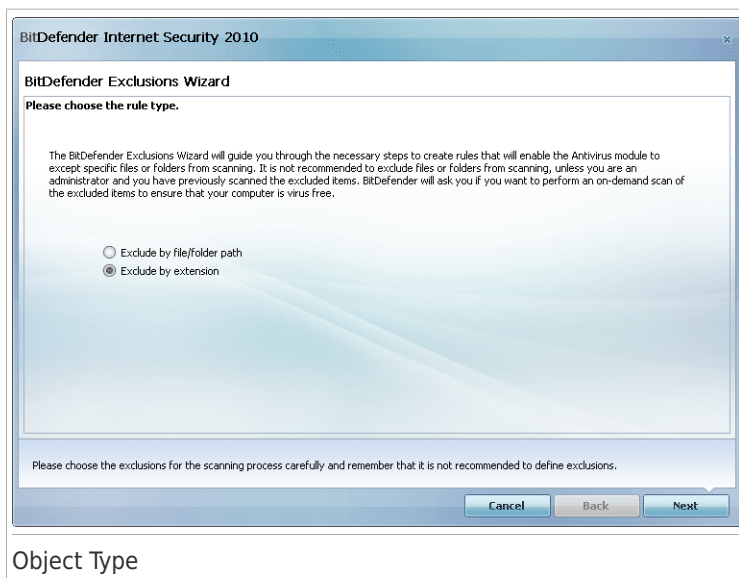 BitDefender Internet Security 2010
x
BitDefender Exclusions Wizard
Please choose the rule type.
The BitDefender Exclusions Wizard will guide you through the necessary steps to create rules that will enable the Antivirus module to
except specific files or folders from scanning. It is not recommended to exclude files or folders from scanning, unless you are an
administrator and you have previously scanned the excluded items. BitDefender will ask you if you want to perform an on-demand scan of
the excluded items to ensure that your computer is virus free.
Exclude by file/folder path
Exclude by extension
Please choose the exclusions for the scanning process carefully and remember that it is not recommended to define exclusions.
Cancel Back Next
Object Type